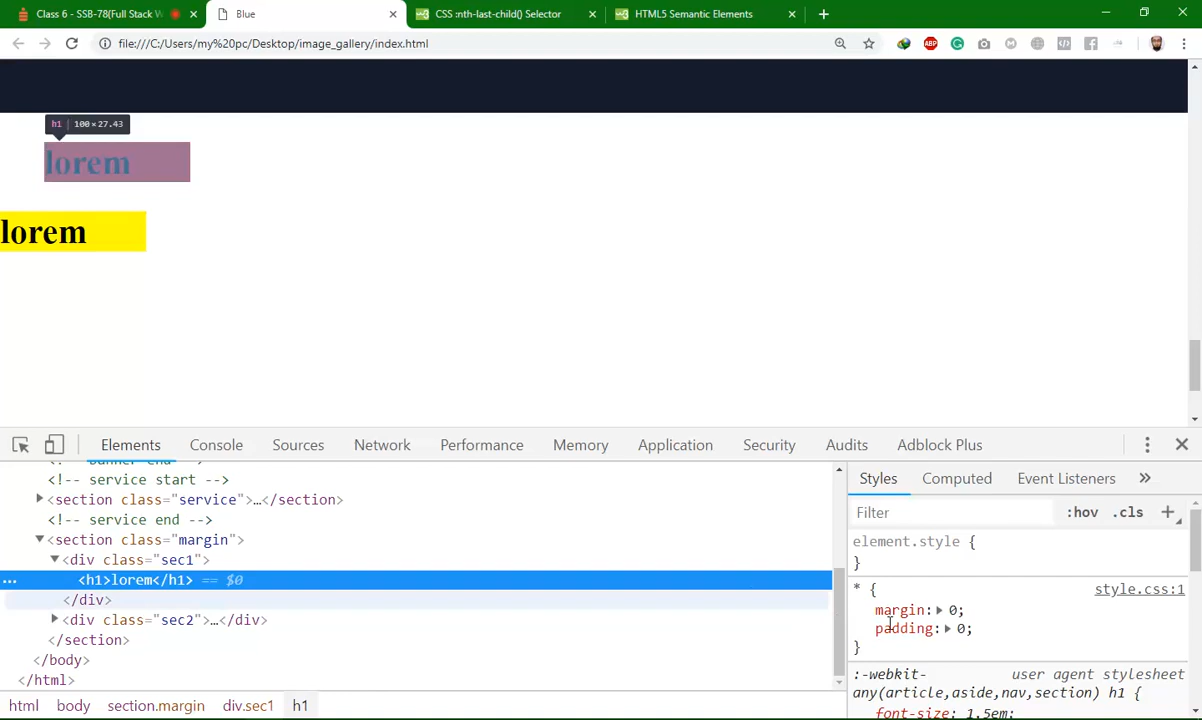 Class 6 - SSB-78(Full Stack W
Blue
CSS :nth-last-child() Selector
HTML5 Semantic Elements
file:///C:/Users/my%20pc/Desktop/image_gallery/index.html
ABP
h1 | 100×27.43
lorem
lorem
Elements Console Sources Network Performance Memory Application Security Audits Adblock Plus
<!-- service start -->
<section class="service">…</section>
<!-- service end -->
<section class="margin">
<div class="sec1">
<h1>lorem</h1> == $0
</div>
<div class="sec2">…</div>
</section>
</body>
</html>
html body section.margin div.sec1 h1
Styles Computed Event Listeners »
Filter :hov .cls +
element.style {
}
* { style.css:1
margin: 0;
padding: 0;
}
:-webkit- user agent stylesheet
any(article,aside,nav,section) h1 {
font-size: 1.5em;